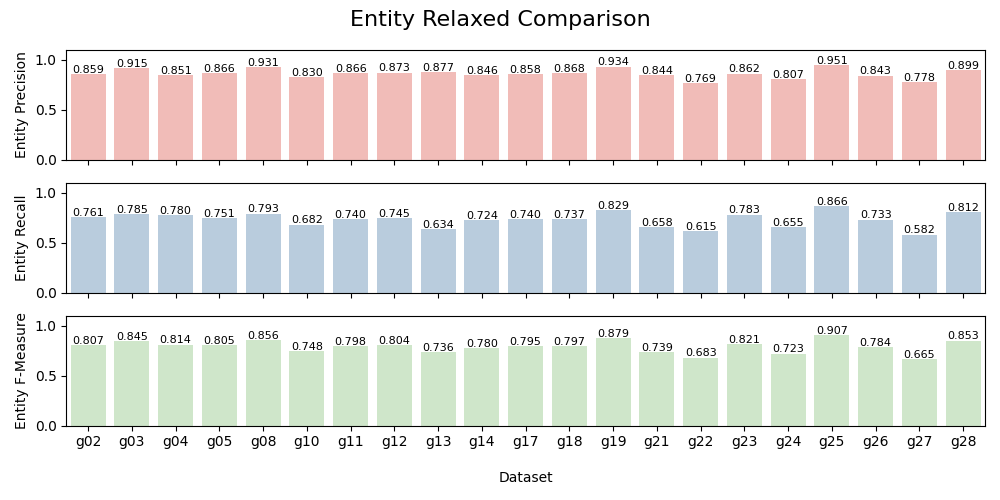 Entity Relaxed Comparison
Entity Precision
1.0
0.5
0.0
0.859 0.915 0.851 0.866 0.931 0.830 0.866 0.873 0.877 0.846 0.858 0.868 0.934 0.844 0.769 0.862 0.807 0.951 0.843 0.778 0.899
Entity Recall
1.0
0.5
0.0
0.761 0.785 0.780 0.751 0.793 0.682 0.740 0.745 0.634 0.724 0.740 0.737 0.829 0.658 0.615 0.783 0.655 0.866 0.733 0.582 0.812
Entity F-Measure
1.0
0.5
0.0
0.807 0.845 0.814 0.805 0.856 0.748 0.798 0.804 0.736 0.780 0.795 0.797 0.879 0.739 0.683 0.821 0.723 0.907 0.784 0.665 0.853
g02 g03 g04 g05 g08 g10 g11 g12 g13 g14 g17 g18 g19 g21 g22 g23 g24 g25 g26 g27 g28
Dataset